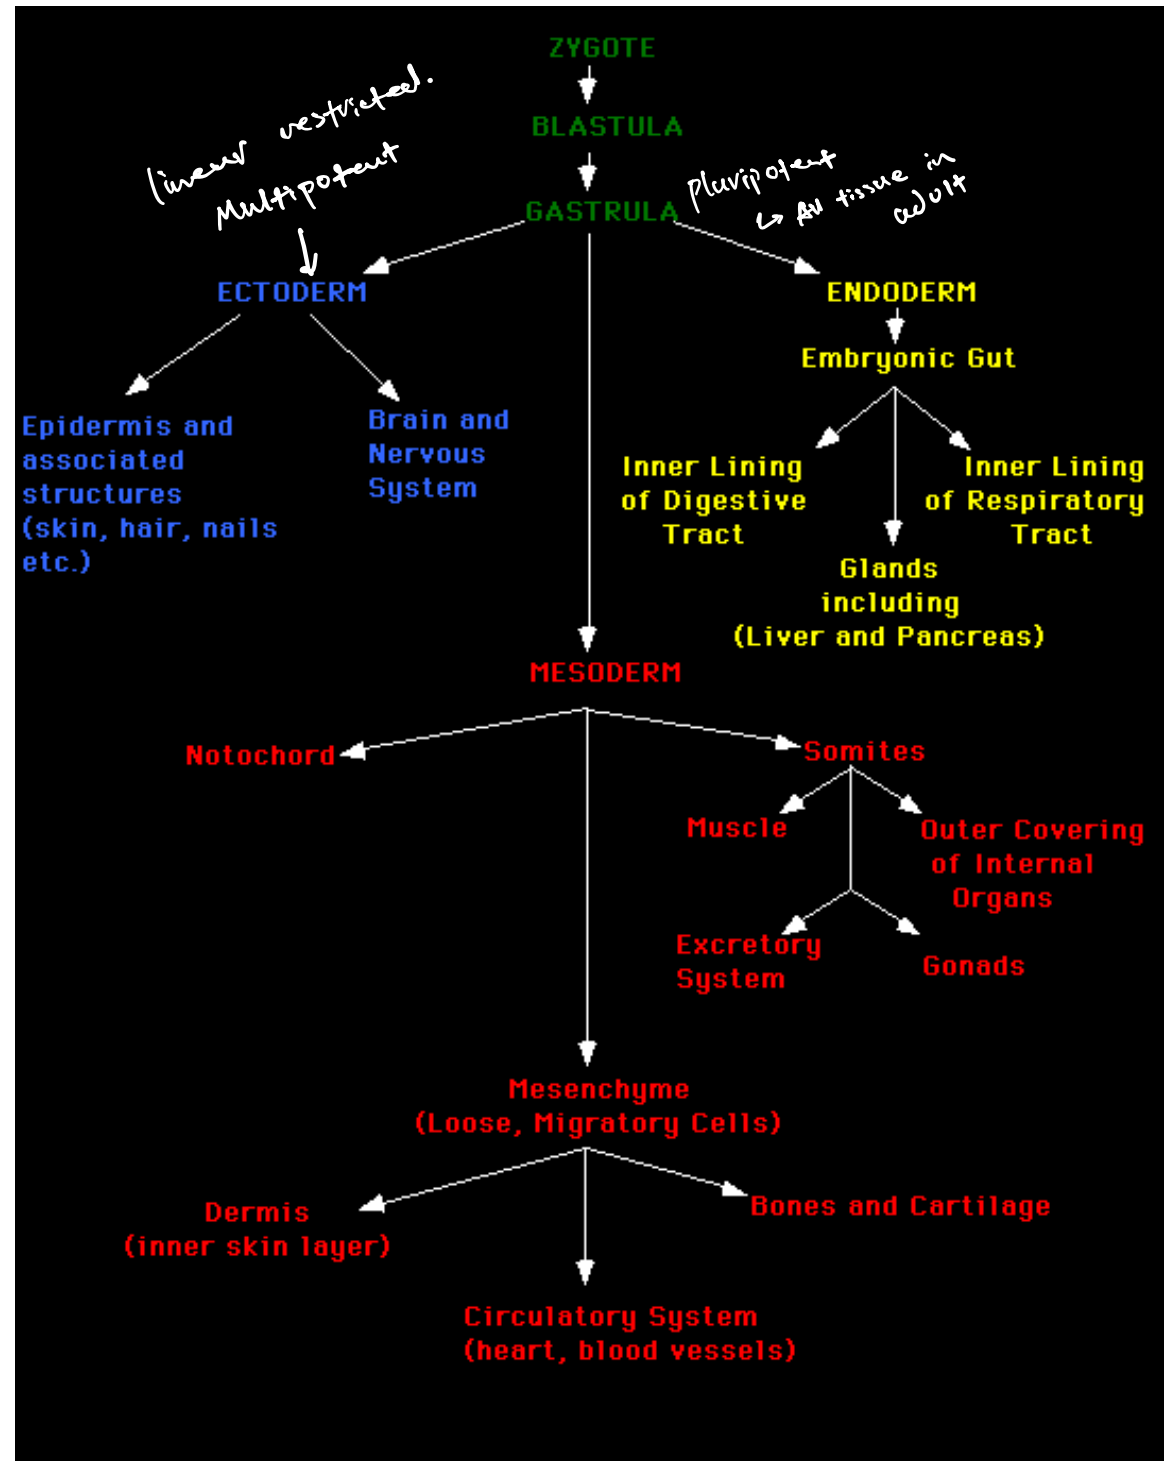 ZYGOTE
restricted.
Multipotent
BLASTULA
pluripotent
↳ All tissue in
adult
GASTRULA
ECTODERM
ENDODERM
Embryonic Gut
Epidermis and
associated
structures
(skin, hair, nails
etc.)
Brain and
Nervous
System
Inner Lining
of Digestive
Tract
Inner Lining
of Respiratory
Tract
Glands
including
(Liver and Pancreas)
MESODERM
Notochord
Somites
Muscle
Outer Covering
of Internal
Organs
Excretory
System
Gonads
Mesenchyme
(Loose, Migratory Cells)
Dermis
(inner skin layer)
Bones and Cartilage
Circulatory System
(heart, blood vessels)